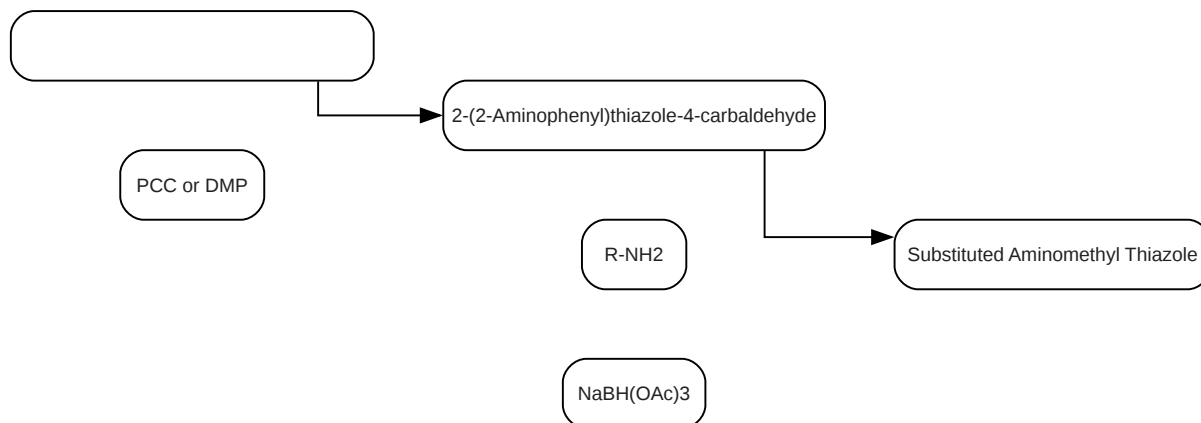 2-(2-Aminophenyl)thiazole-4-carbaldehyde
PCC or DMP
R-NH2
Substituted Aminomethyl Thiazole
NaBH(OAc)3